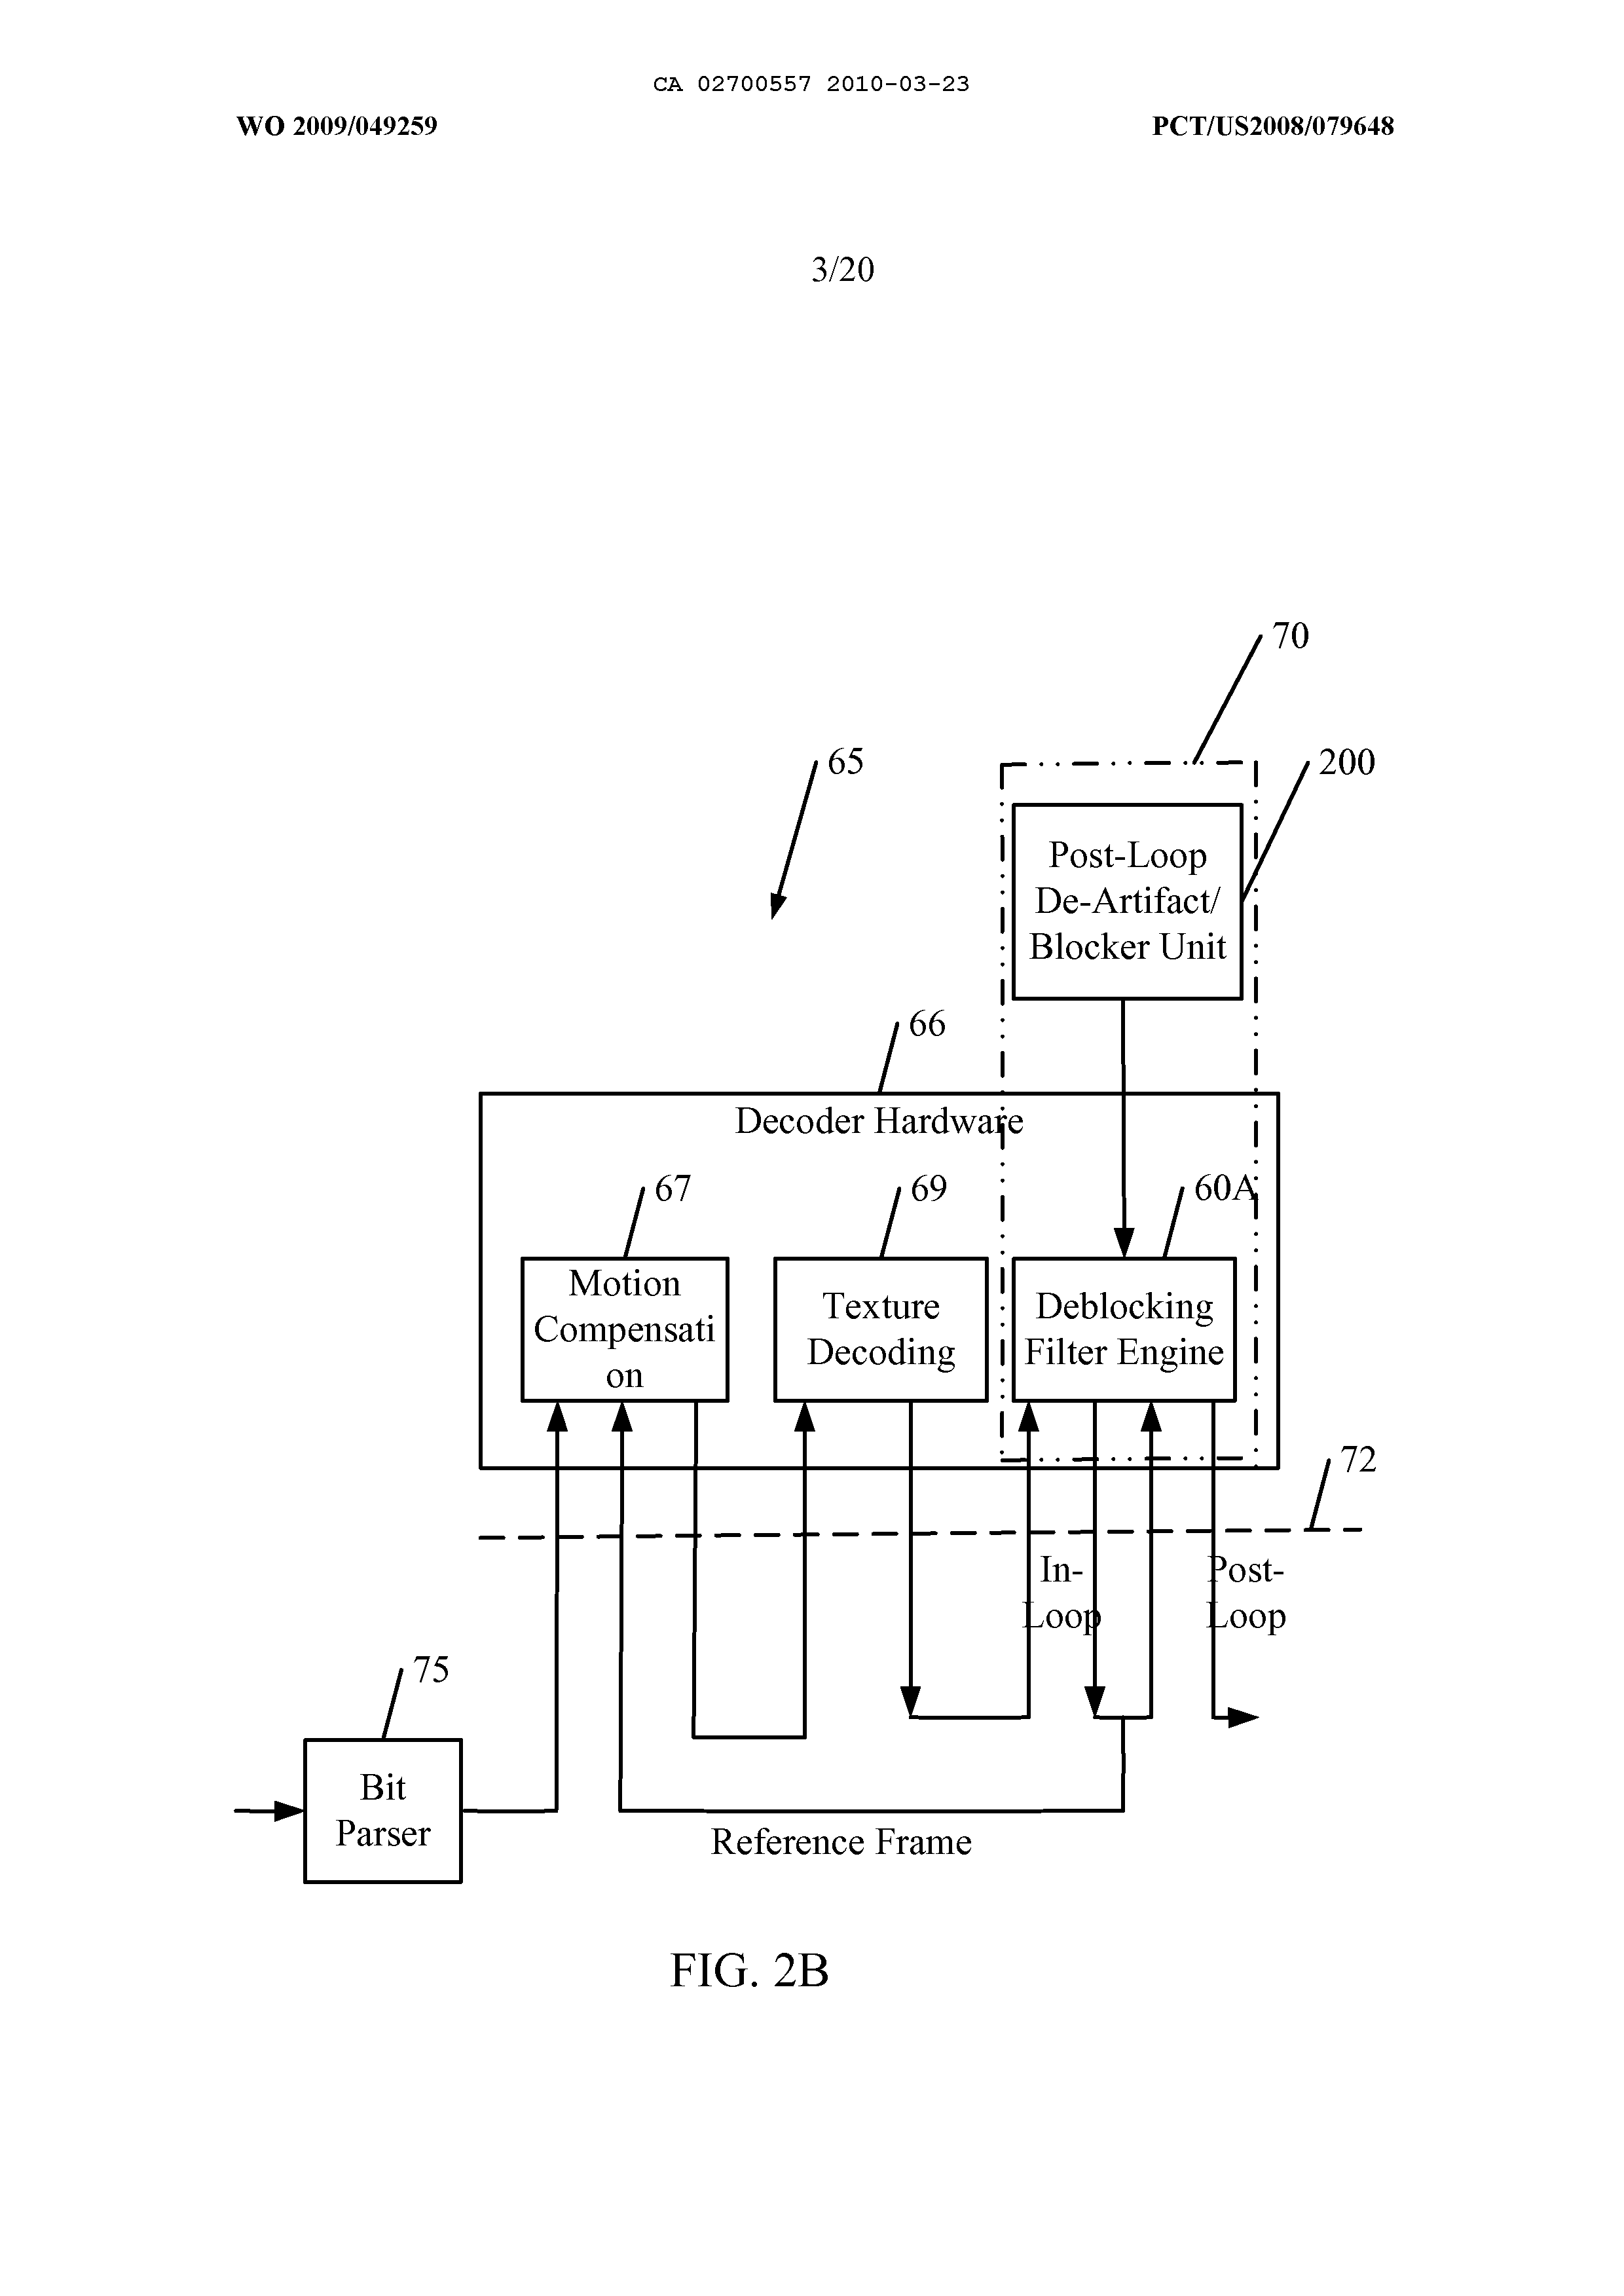 CA 02700557 2010-03-23
WO 2009/049259
PCT/US2008/079648
3/20
70
65
200
Post-Loop
De-Artifact/
Blocker Unit
66
Decoder Hardware
67
69
60A
Motion
Compensati
on
Texture
Decoding
Deblocking
Filter Engine
72
In-
Loop
Post-
Loop
75
Bit
Parser
Reference Frame
FIG. 2B